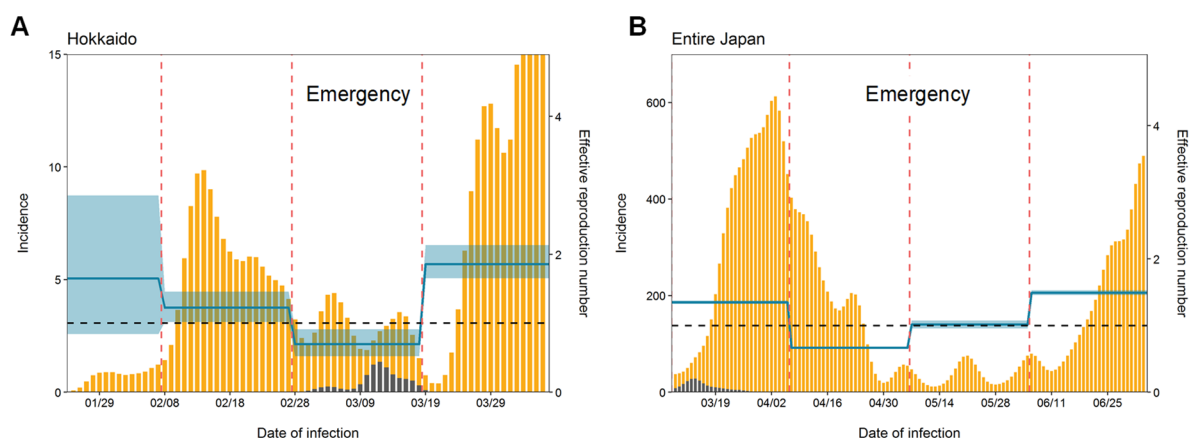 A
Hokkaido
Emergency
Incidence
15
10
5
0
4
2
0
Effective reproduction number
01/29 02/08 02/18 02/28 03/09 03/19 03/29
Date of infection
B
Entire Japan
Emergency
Incidence
600
400
200
0
4
2
0
Effective reproduction number
03/19 04/02 04/16 04/30 05/14 05/28 06/11 06/25
Date of infection